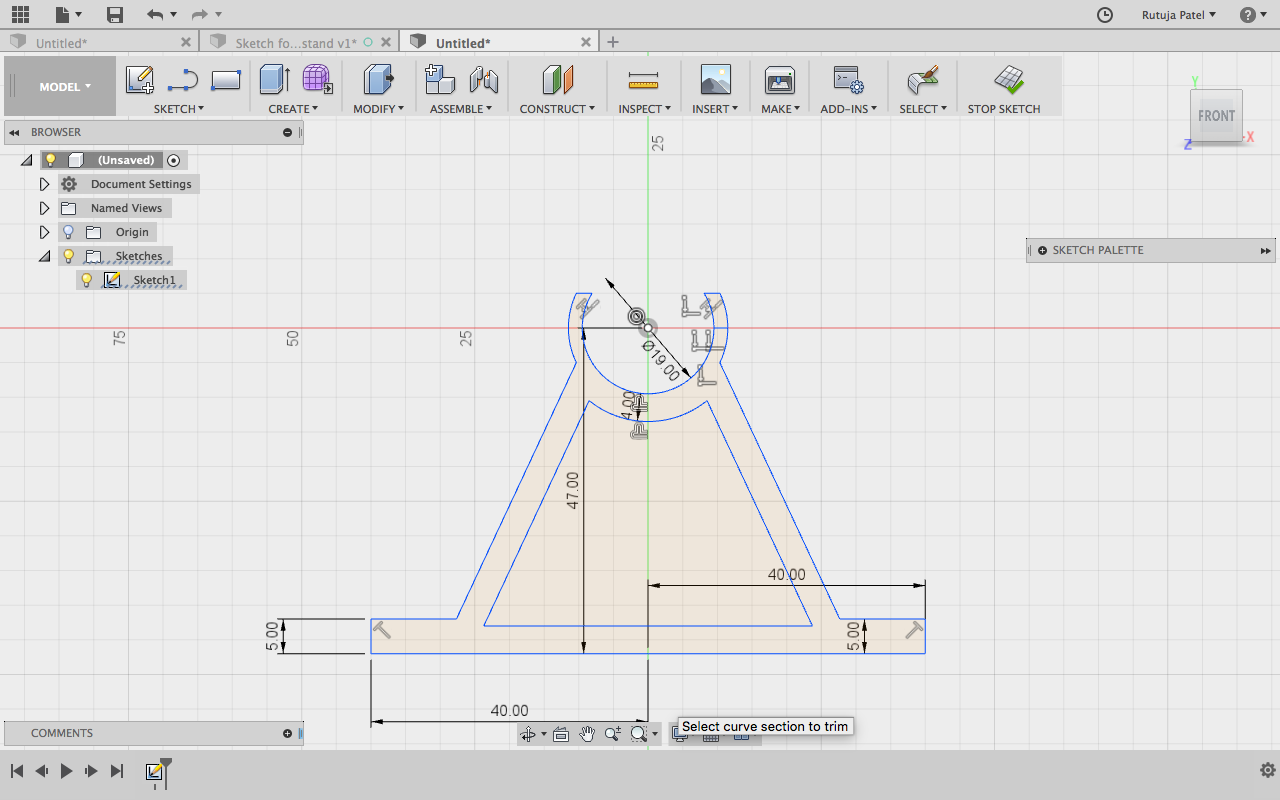 Rutuja Patel
Untitled*
Sketch fo...stand v1*
Untitled*
MODEL
SKETCH
CREATE
MODIFY
ASSEMBLE
CONSTRUCT
INSPECT
INSERT
MAKE
ADD-INS
SELECT
STOP SKETCH
BROWSER
(Unsaved)
Document Settings
Named Views
Origin
Sketches
Sketch1
25
Y
FRONT
X
Z
SKETCH PALETTE
75
50
25
Ø19.00
4.00
47.00
40.00
5.00
5.00
40.00
COMMENTS
Select curve section to trim